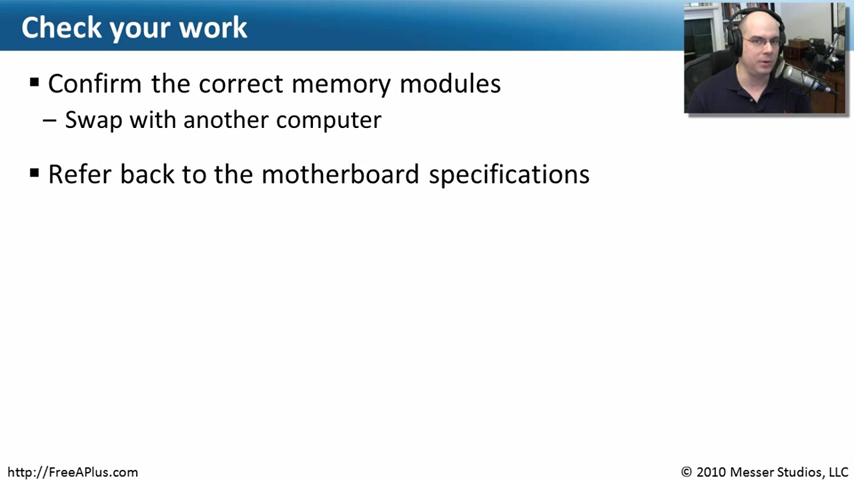 Check your work
▪ Confirm the correct memory modules
– Swap with another computer
▪ Refer back to the motherboard specifications
http://FreeAPlus.com
© 2010 Messer Studios, LLC